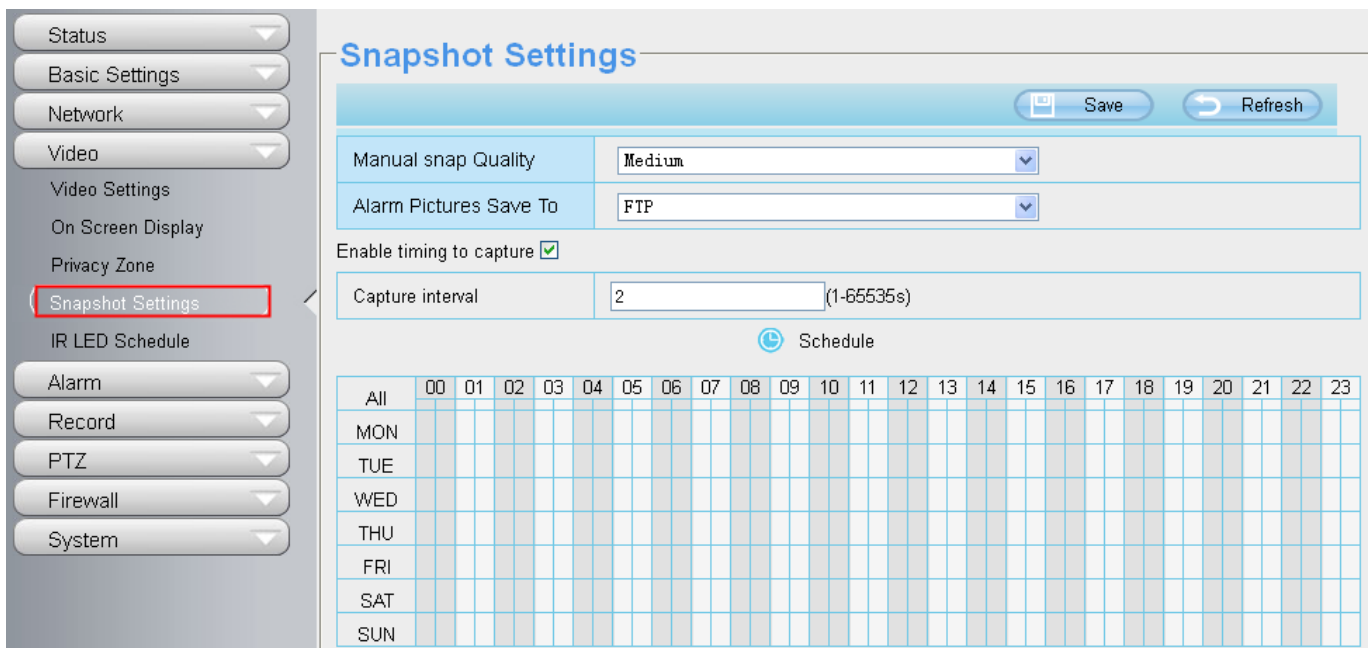 Status
Basic Settings
Network
Video
Video Settings
On Screen Display
Privacy Zone
Snapshot Settings
IR LED Schedule
Alarm
Record
PTZ
Firewall
System
Snapshot Settings
Save Refresh
Manual snap Quality Medium
Alarm Pictures Save To FTP
Enable timing to capture
Capture interval 2 (1-65535s)
Schedule
All 00 01 02 03 04 05 06 07 08 09 10 11 12 13 14 15 16 17 18 19 20 21 22 23
MON
TUE
WED
THU
FRI
SAT
SUN